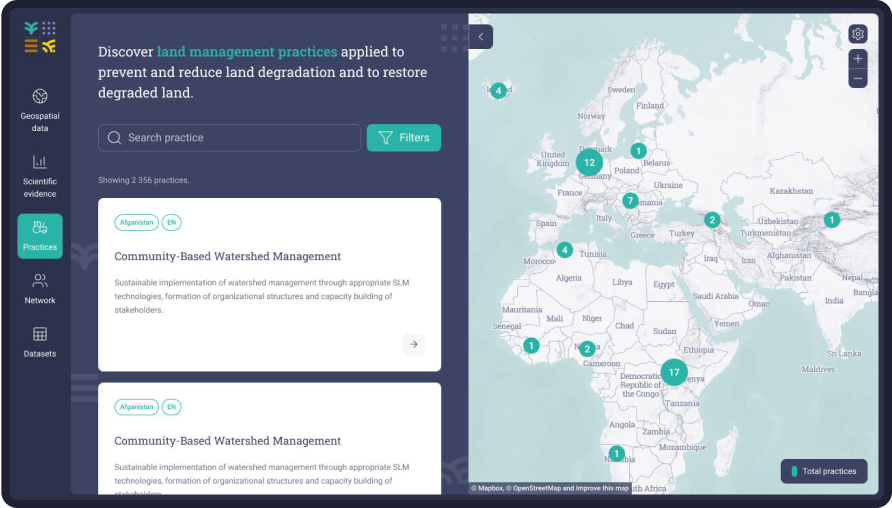 Discover land management practices applied to
prevent and reduce land degradation and to restore
degraded land.
Search practice
Filters
Showing 2 356 practices.
Afganistan EN
Community-Based Watershed Management
Sustainable implementation of watershed management through appropriate SLM
technologies, formation of organizational structures and capacity building of
stakeholders.
Afganistan EN
Community-Based Watershed Management
Sustainable implementation of watershed management through appropriate SLM
technologies, formation of organizational structures and capacity building of
stakeholders
Geospatial
data
Scientific
evidence
Practices
Network
Datasets
4
Sweden
Finland
Norway
1
United
Kingdom
Denmark
12
Belarus
Poland
Germany
Ukraine
France
Kazakhstan
7
Spain
Italy
2
Uzbekistan
1
Greece
Turkey
Turkmenistan
4
Tunisia
Morocco
Iraq
Iran
Afghanistan
Algeria
Libya
Egypt
Pakistan
Nepal
Saudi Arabia
Oman
India
Mauritania
Mali
Niger
Chad
Sudan
Yemen
Senegal
1
2
Ethiopia
Cameroon
Sri Lanka
Maldives
17
Democratic
Republic of
the Congo
Tanzania
Angola
Zambia
Mozambique
1
Total practices
© Mapbox, © OpenStreetMap and Improve this map